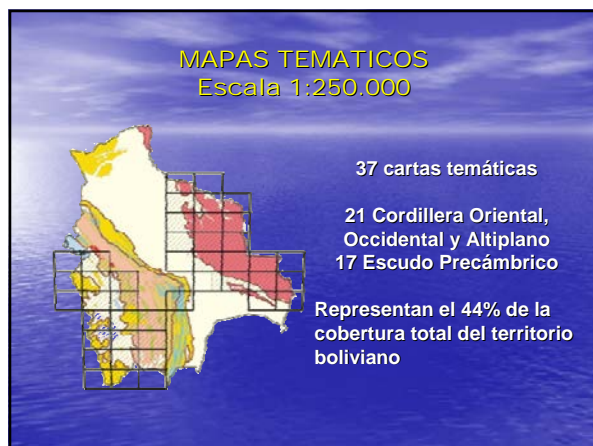 MAPAS TEMATICOS
Escala 1:250.000
37 cartas temáticas
21 Cordillera Oriental,
Occidental y Altiplano
17 Escudo Precámbrico
Representan el 44% de la
cobertura total del territorio
boliviano